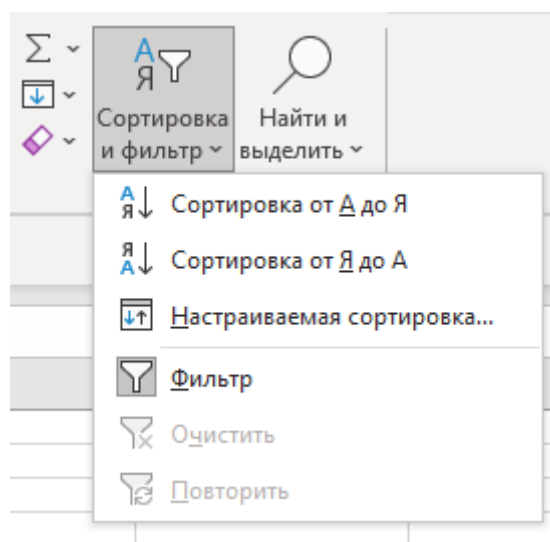 Сортировка
и фильтр
Найти и
выделить
Сортировка от А до Я
Сортировка от Я до А
Настраиваемая сортировка...
Фильтр
Очистить
Повторить